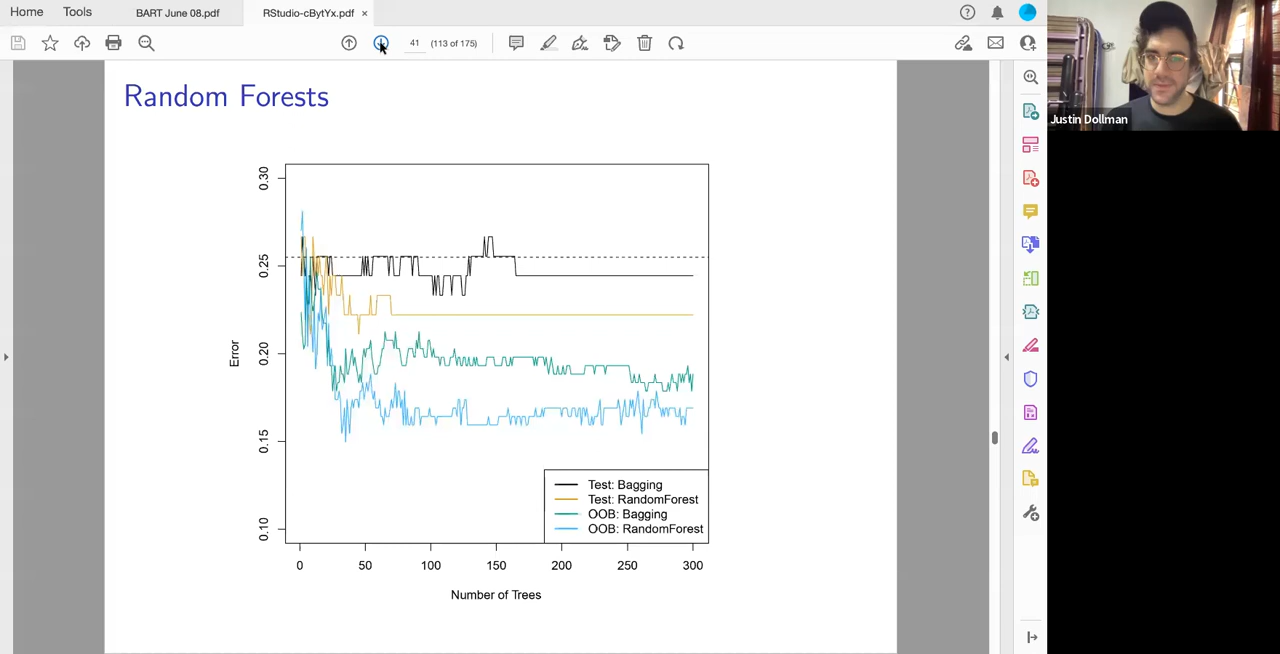 Home Tools BART June 08.pdf RStudio-cBytYx.pdf ×
41 (113 of 175)
Justin Dollman
Random Forests
0.30
0.25
0.20
0.15
0.10
Error
Test: Bagging
Test: RandomForest
OOB: Bagging
OOB: RandomForest
0 50 100 150 200 250 300
Number of Trees